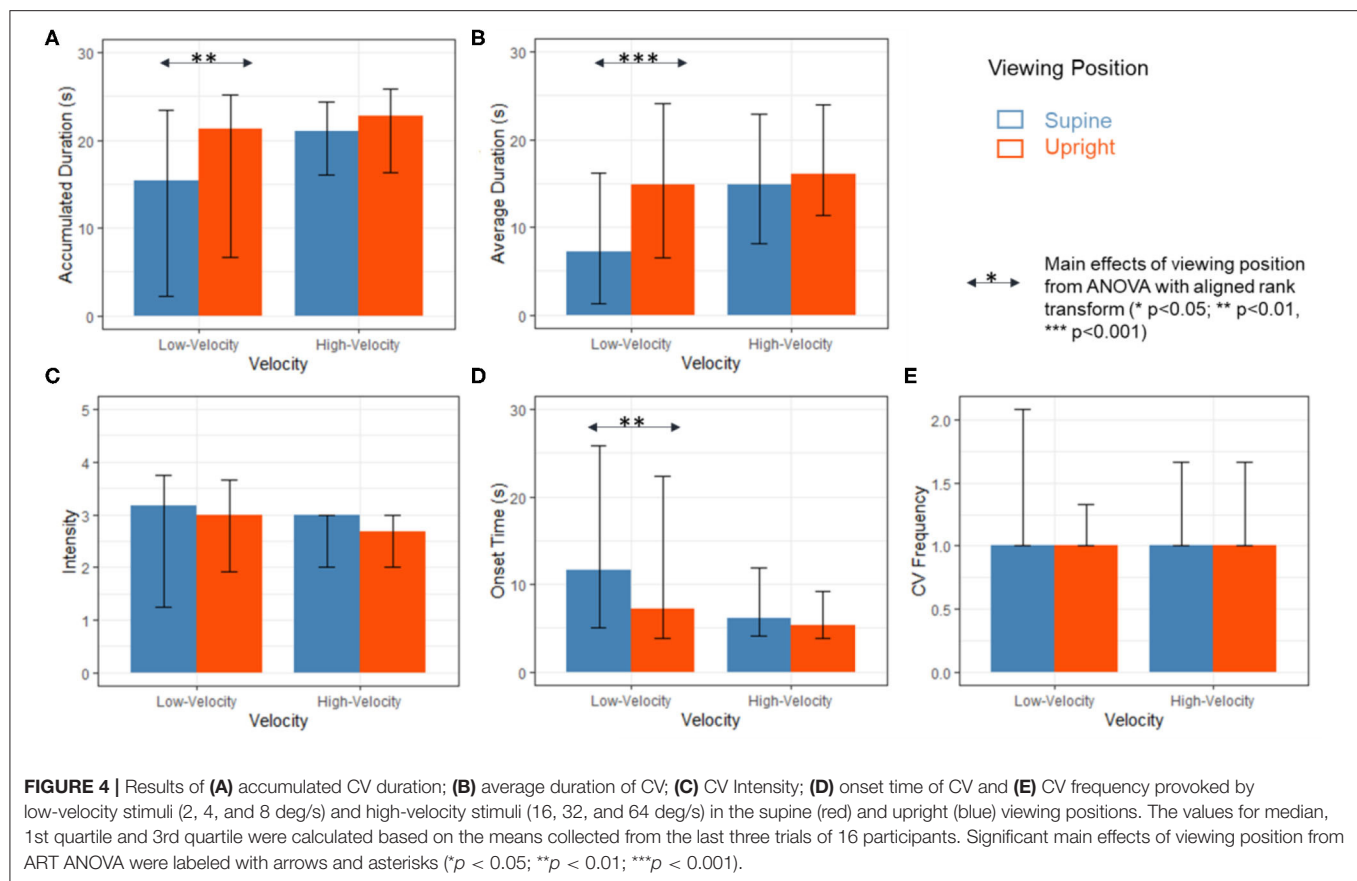 A
30
20
10
0
Accumulated Duration (s)
**
Low-Velocity
High-Velocity
Velocity
B
30
20
10
0
Average Duration (s)
***
Low-Velocity
High-Velocity
Velocity
Viewing Position
Supine
Upright
*
Main effects of viewing position
from ANOVA with aligned rank
transform (* p<0.05; ** p<0.01,
*** p<0.001)
C
5
4
3
2
1
0
Intensity
Low-Velocity
High-Velocity
Velocity
D
30
20
10
0
Onset Time (s)
**
Low-Velocity
High-Velocity
Velocity
E
2.0
1.5
1.0
0.5
0.0
CV Frequency
Low-Velocity
High-Velocity
Velocity
FIGURE 4 | Results of (A) accumulated CV duration; (B) average duration of CV; (C) CV Intensity; (D) onset time of CV and (E) CV frequency provoked by
low-velocity stimuli (2, 4, and 8 deg/s) and high-velocity stimuli (16, 32, and 64 deg/s) in the supine (red) and upright (blue) viewing positions. The values for median,
1st quartile and 3rd quartile were calculated based on the means collected from the last three trials of 16 participants. Significant main effects of viewing position from
ART ANOVA were labeled with arrows and asterisks (*p < 0.05; **p < 0.01; ***p < 0.001).